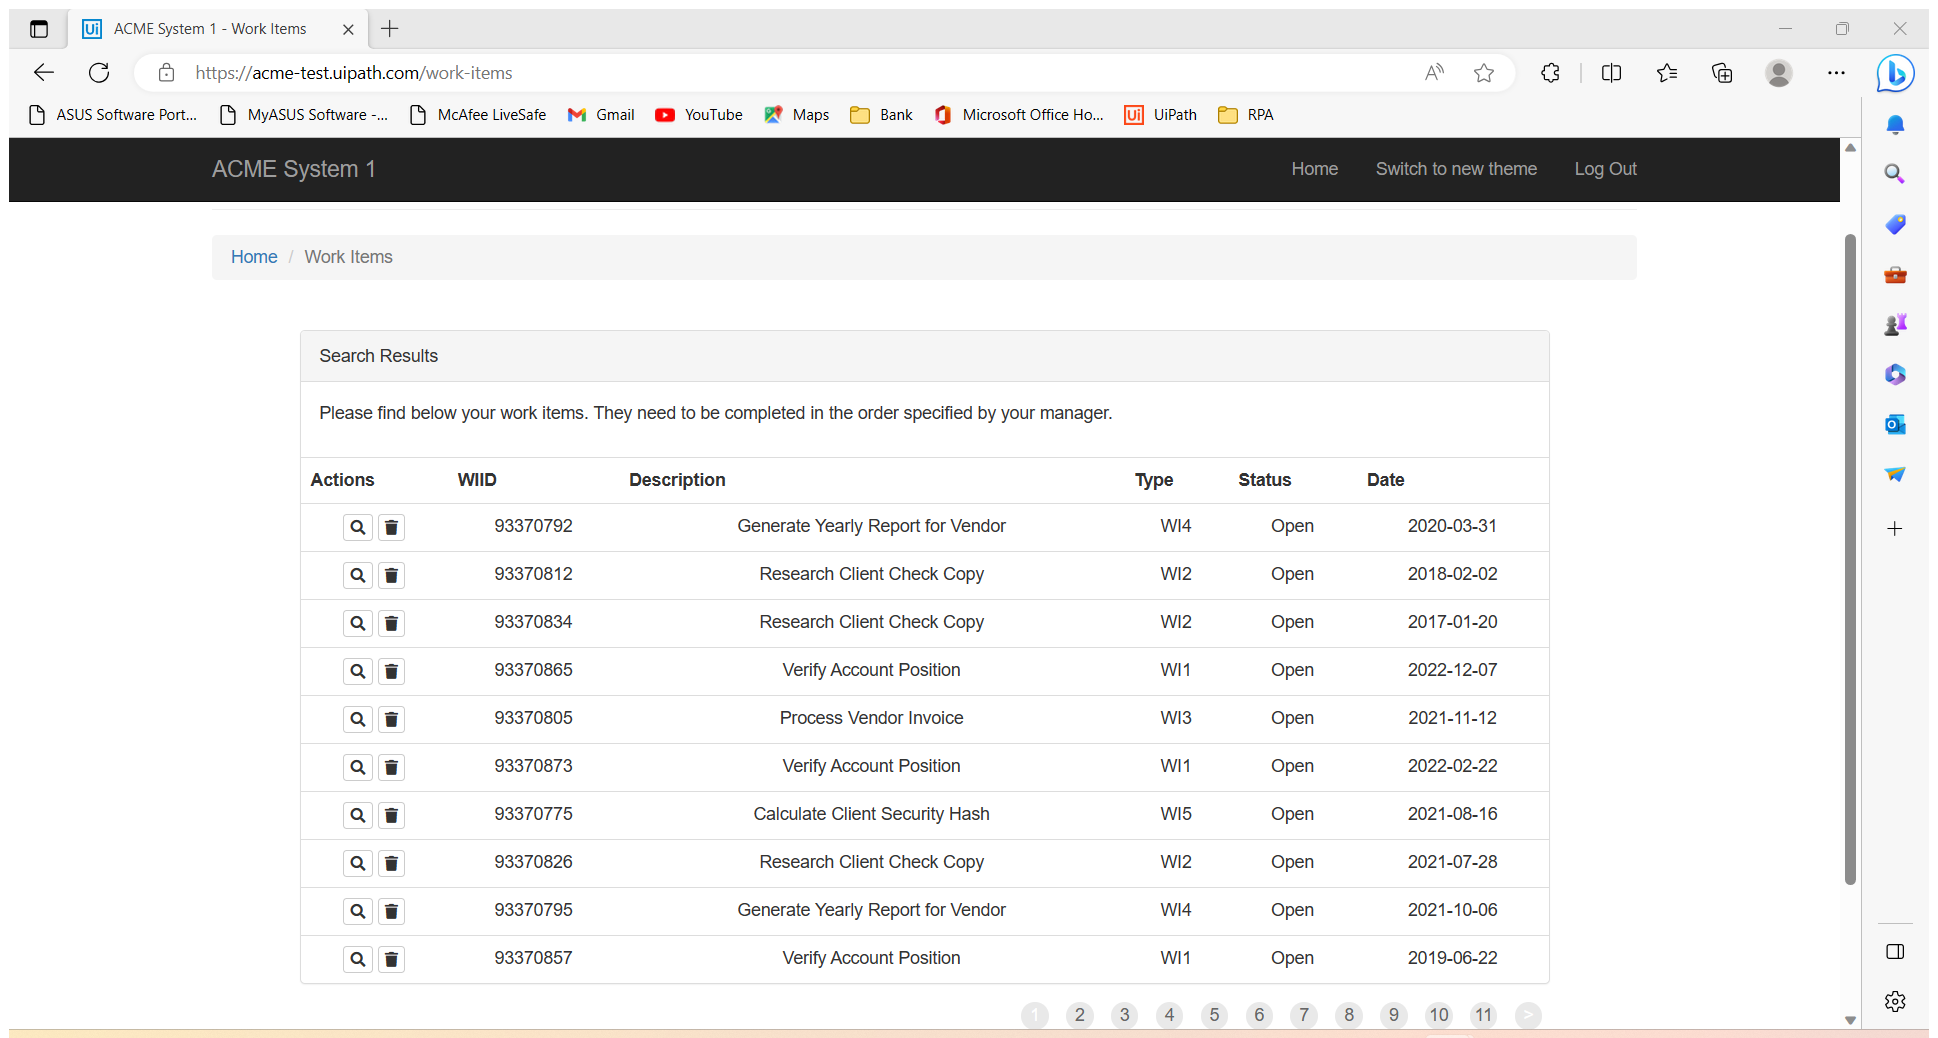 ACME System 1 - Work Items
https://acme-test.uipath.com/work-items
ASUS Software Port... MyASUS Software -... McAfee LiveSafe Gmail YouTube Maps Bank Microsoft Office Ho... UiPath RPA
ACME System 1 Home Switch to new theme Log Out
Home / Work Items
Search Results
Please find below your work items. They need to be completed in the order specified by your manager.
Actions WIID Description Type Status Date
93370792 Generate Yearly Report for Vendor WI4 Open 2020-03-31
93370812 Research Client Check Copy WI2 Open 2018-02-02
93370834 Research Client Check Copy WI2 Open 2017-01-20
93370865 Verify Account Position WI1 Open 2022-12-07
93370805 Process Vendor Invoice WI3 Open 2021-11-12
93370873 Verify Account Position WI1 Open 2022-02-22
93370775 Calculate Client Security Hash WI5 Open 2021-08-16
93370826 Research Client Check Copy WI2 Open 2021-07-28
93370795 Generate Yearly Report for Vendor WI4 Open 2021-10-06
93370857 Verify Account Position WI1 Open 2019-06-22
1 2 3 4 5 6 7 8 9 10 11 >